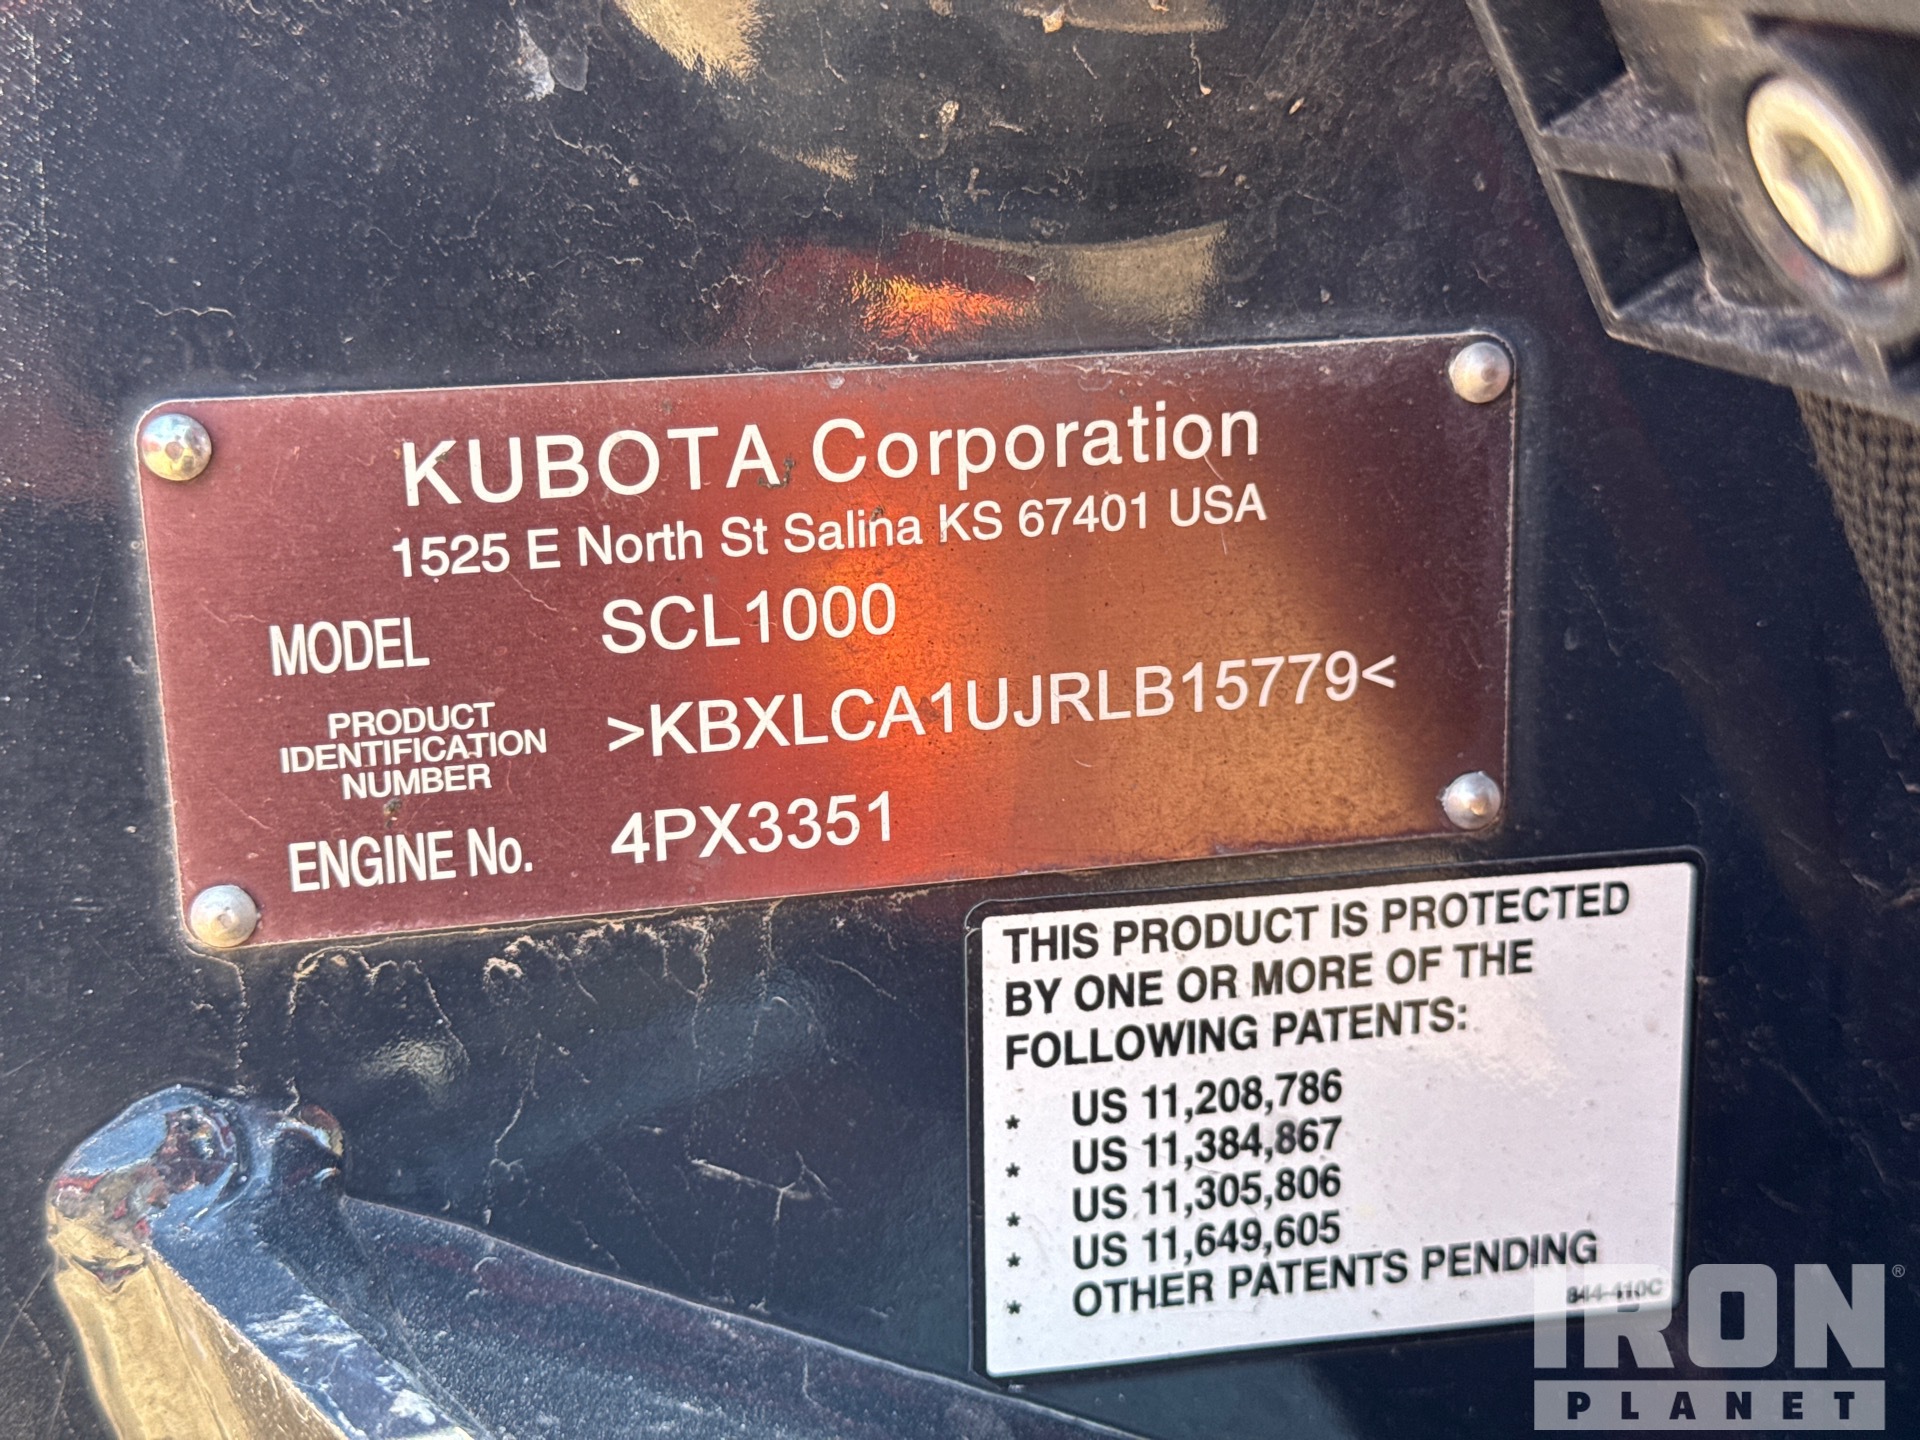 KUBOTA Corporation
1525 E North St Salina KS 67401 USA
MODEL SCL1000
PRODUCT
IDENTIFICATION
NUMBER
>KBXLCA1UJRLB15779<
ENGINE No. 4PX3351
THIS PRODUCT IS PROTECTED
BY ONE OR MORE OF THE
FOLLOWING PATENTS:
* US 11,208,786
* US 11,384,867
* US 11,305,806
* US 11,649,605
* OTHER PATENTS PENDING
844-410C
IRON®
PLANET